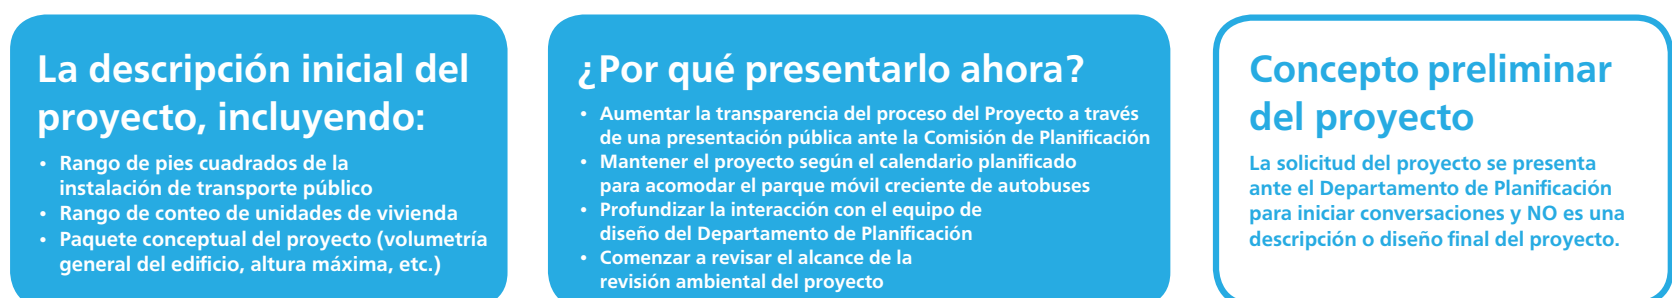 La descripción inicial del
proyecto, incluyendo:
• Rango de pies cuadrados de la
instalación de transporte público
• Rango de conteo de unidades de vivienda
• Paquete conceptual del proyecto (volumetría
general del edificio, altura máxima, etc.)
¿Por qué presentarlo ahora?
• Aumentar la transparencia del proceso del Proyecto a través
de una presentación pública ante la Comisión de Planificación
• Mantener el proyecto según el calendario planificado
para acomodar el parque móvil creciente de autobuses
• Profundizar la interacción con el equipo de
diseño del Departamento de Planificación
• Comenzar a revisar el alcance de la
revisión ambiental del proyecto
Concepto preliminar
del proyecto
La solicitud del proyecto se presenta
ante el Departamento de Planificación
para iniciar conversaciones y NO es una
descripción o diseño final del proyecto.